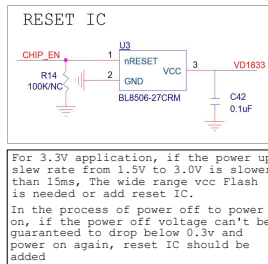 RESET IC
U3
CHIP_EN
1
nRESET
VCC
3
VD1833
R14
100K/NC
2
GND
BL8506-27CRM
C42
0.1uF
For 3.3V application, if the power up
slew rate from 1.5V to 3.0V is slower
than 15ms, The wide range vcc Flash
is needed or add reset IC.
In the process of power off to power
on, if the power off voltage can't be
guaranteed to drop below 0.3v and
power on again, reset IC should be
added